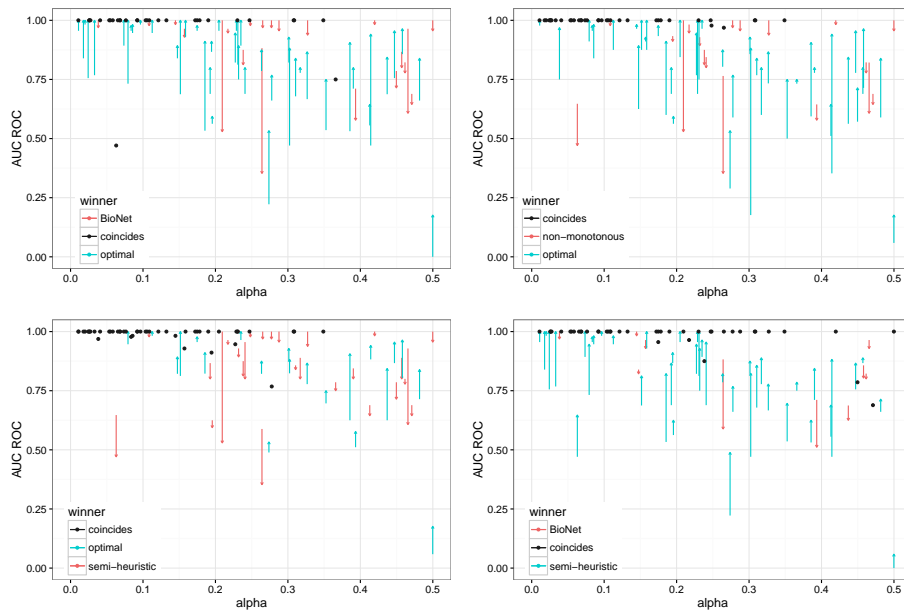 1.00
0.75
0.50
0.25
0.00
AUC ROC
winner
BioNet
coincides
optimal
0.0 0.1 0.2 0.3 0.4 0.5
alpha
1.00
0.75
0.50
0.25
0.00
AUC ROC
winner
coincides
non−monotonous
optimal
0.0 0.1 0.2 0.3 0.4 0.5
alpha
1.00
0.75
0.50
0.25
0.00
AUC ROC
winner
coincides
optimal
semi−heuristic
0.0 0.1 0.2 0.3 0.4 0.5
alpha
1.00
0.75
0.50
0.25
0.00
AUC ROC
winner
BioNet
coincides
semi−heuristic
0.0 0.1 0.2 0.3 0.4 0.5
alpha